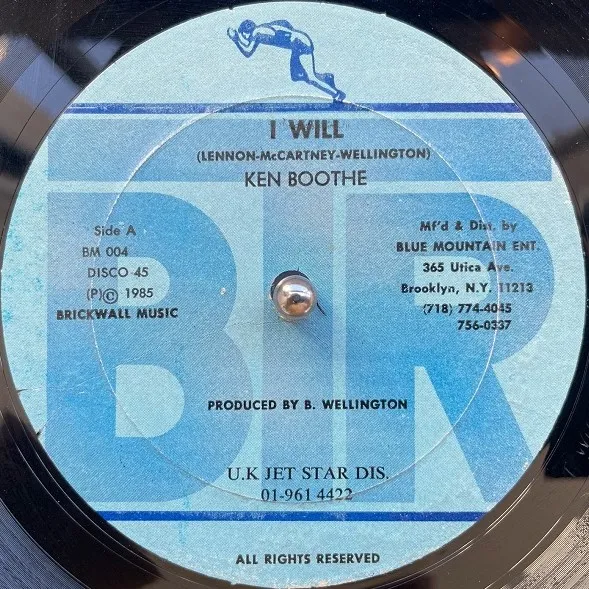 I WILL
(LENNON-McCARTNEY-WELLINGTON)
KEN BOOTHE
Side A
BM 004
DISCO 45
(P)© 1985
BRICKWALL MUSIC
Mf'd & Dist. by
BLUE MOUNTAIN ENT.
365 Utica Ave.
Brooklyn, N.Y. 11213
(718) 774-4045
756-0337
BIR
PRODUCED BY B. WELLINGTON
U.K JET STAR DIS.
01-961 4422
ALL RIGHTS RESERVED